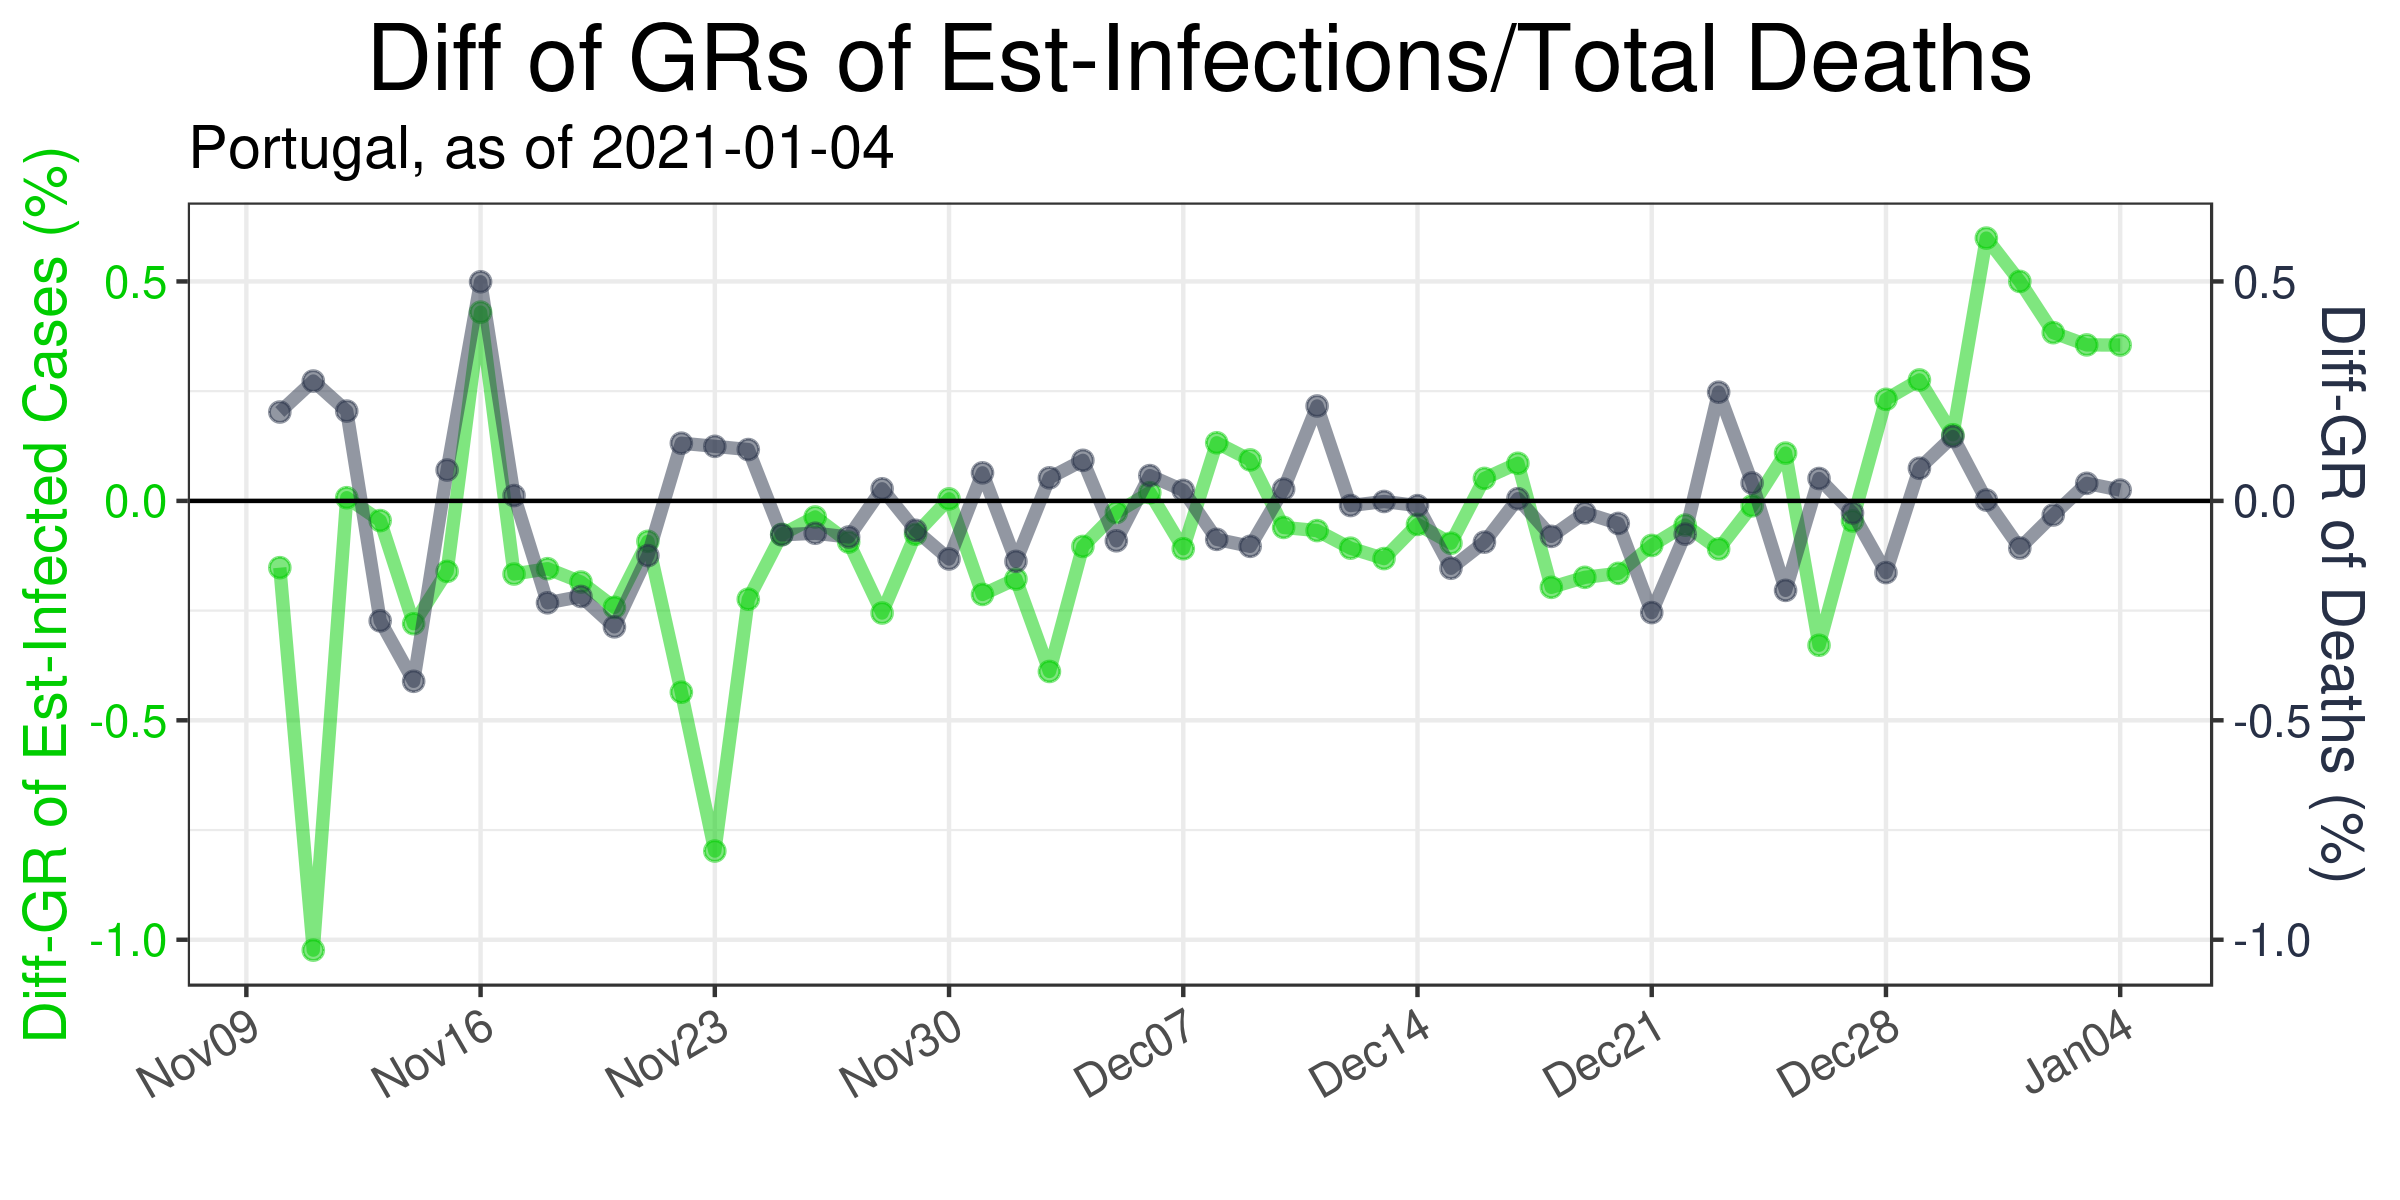 Diff of GRs of Est-Infections/Total Deaths
Portugal, as of 2021-01-04
Diff-GR of Est-Infected Cases (%)
0.5
0.0
-0.5
-1.0
0.5
0.0
-0.5
-1.0
Diff-GR of Deaths (%)
Nov09
Nov16
Nov23
Nov30
Dec07
Dec14
Dec21
Dec28
Jan04